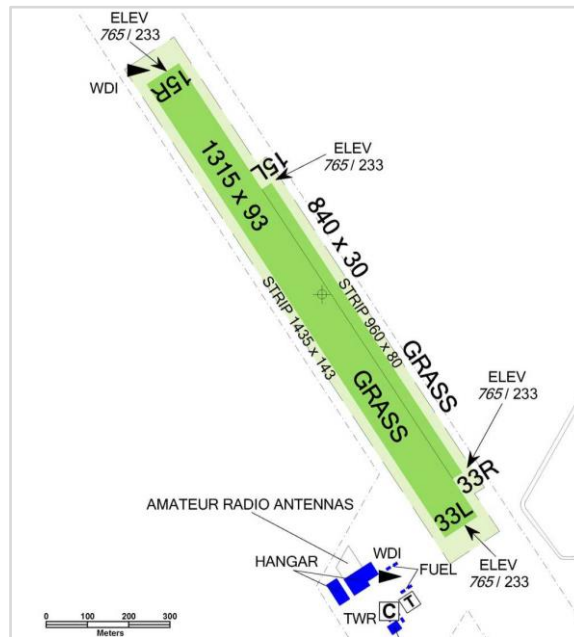 ELEV
765 / 233
WDI
15R
1315 x 93
15L
ELEV
765 / 233
840 x 30
STRIP 1435 x 143
STRIP 960 x 80
GRASS
GRASS
ELEV
765 / 233
33R
33L
AMATEUR RADIO ANTENNAS
HANGAR
WDI
FUEL
ELEV
765 / 233
TWR
C
T
0 100 200 300
Meters